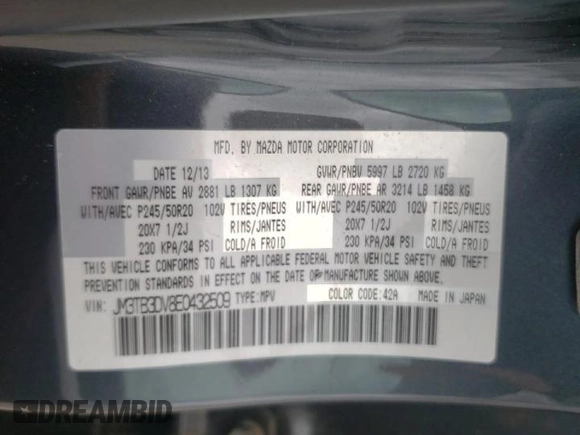 MFD. BY MAZDA MOTOR CORPORATION
DATE 12/13 GVWR/PNBV 5997 LB 2720 KG
FRONT GAWR/PNBE AV 2881 LB 1307 KG REAR GAWR/PNBE AR 3214 LB 1458 KG
WITH/AVEC P245/50R20 102V TIRES/PNEUS WITH/AVEC P245/50R20 102V TIRES/PNEUS
20X7 1/2J RIMS/JANTES 20X7 1/2J RIMS/JANTES
230 KPA/34 PSI COLD/A FROID 230 KPA/34 PSI COLD/A FROID
THIS VEHICLE CONFORMS TO ALL APPLICABLE FEDERAL MOTOR VEHICLE SAFETY AND THEFT
PREVENTION STANDARDS IN EFFECT ON THE DATE OF MANUFACTURE SHOWN ABOVE.
VIN: JM3TB3DV8E0432509 TYPE:MPV COLOR CODE:42A MADE IN JAPAN
DREAMBID